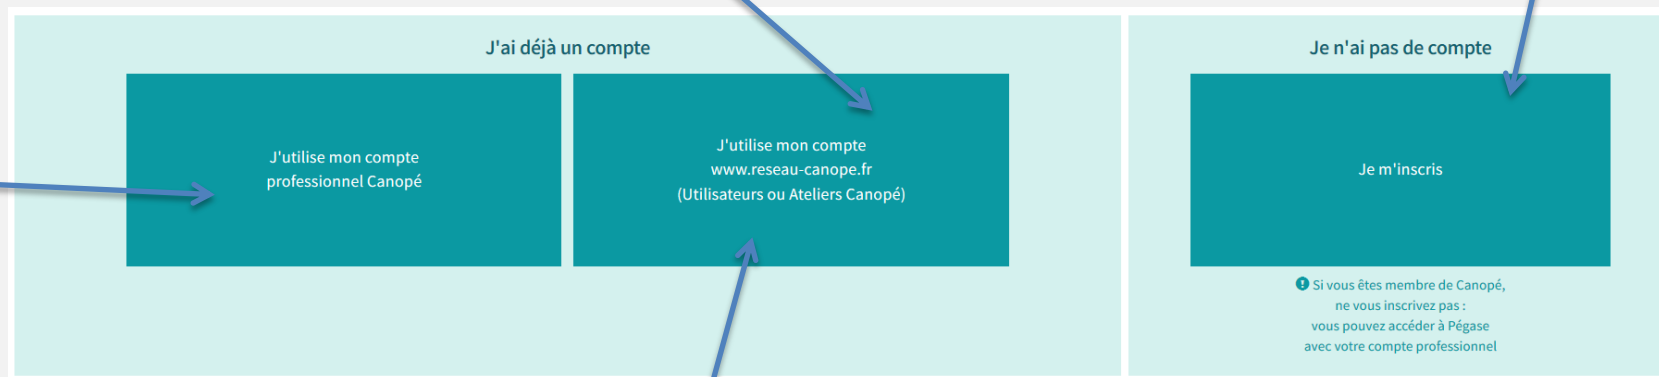 J'ai déjà un compte
J'utilise mon compte
professionnel Canopé
J'utilise mon compte
www.reseau-canope.fr
(Utilisateurs ou Ateliers Canopé)
Je n'ai pas de compte
Je m'inscris
Si vous êtes membre de Canopé,
ne vous inscrivez pas :
vous pouvez accéder à Pégase
avec votre compte professionnel